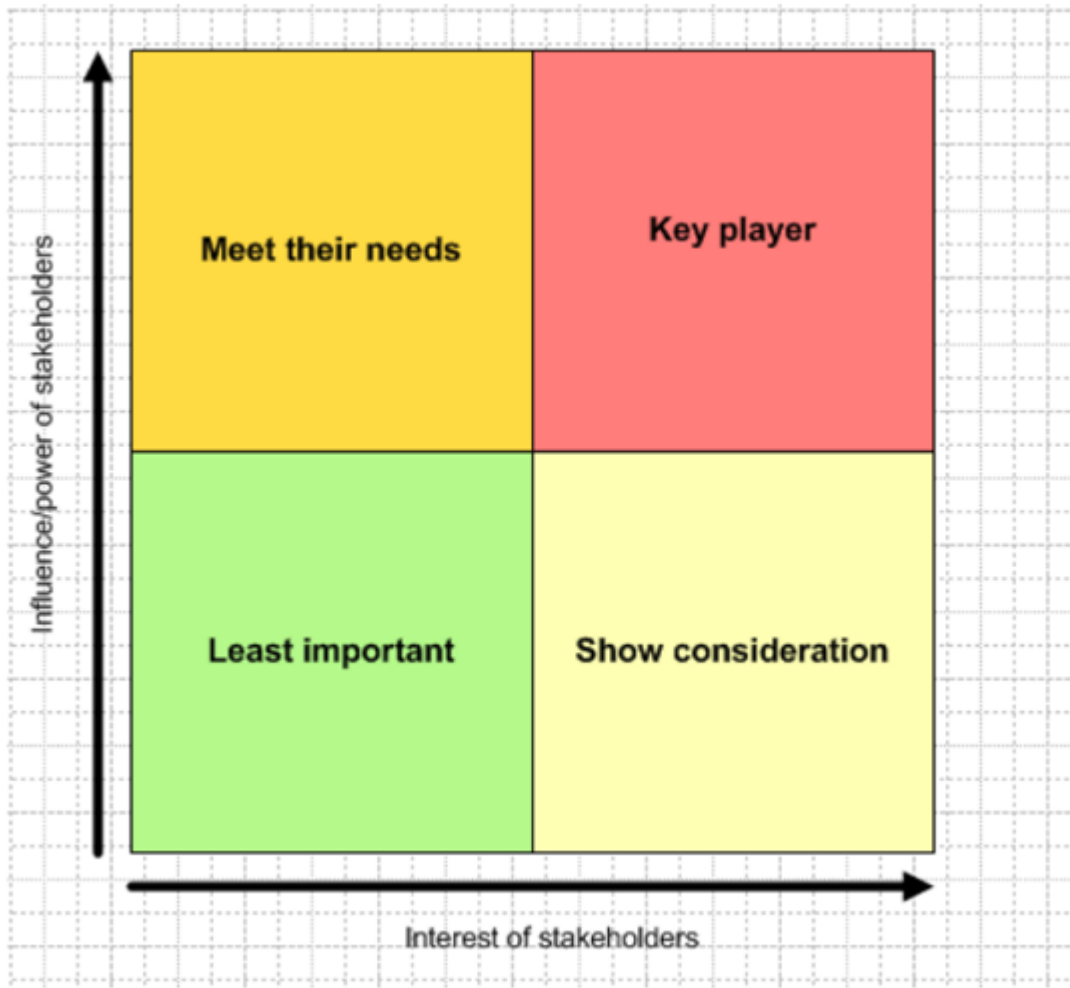 Influence/power of stakeholders
Meet their needs
Key player
Least important
Show consideration
Interest of stakeholders